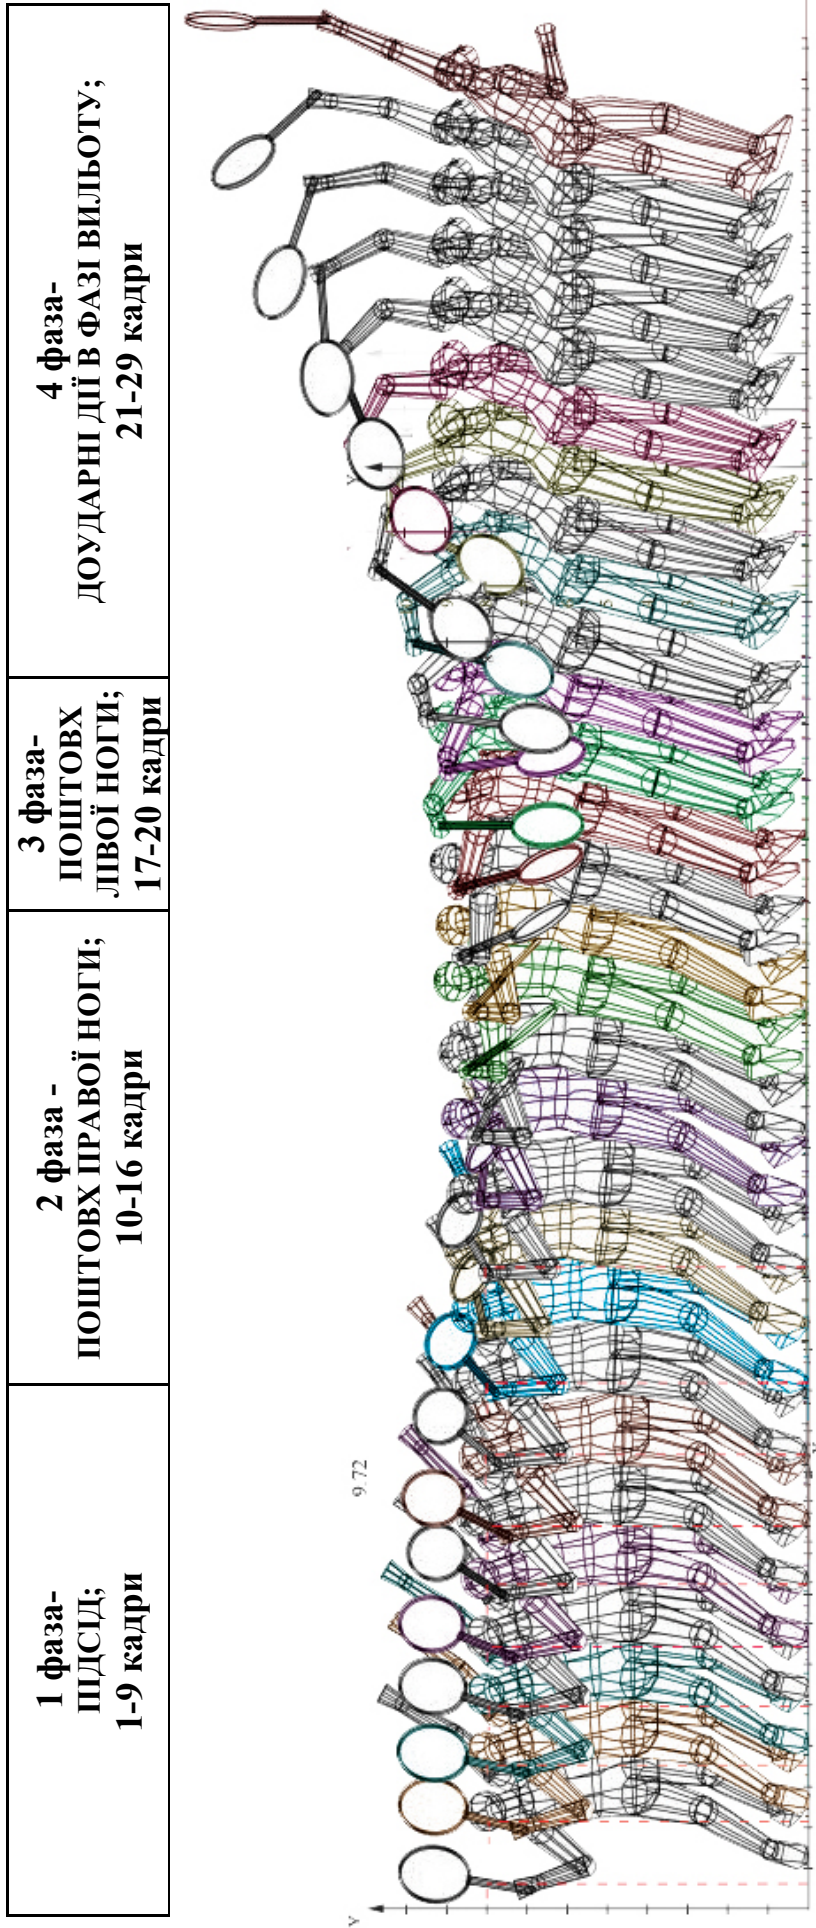 1 фаза-
ПІДСІД;
1-9 кадри
2 фаза -
ПОШТОВХ ПРАВОЇ НОГИ;
10-16 кадри
3 фаза-
ПОШТОВХ
ЛІВОЇ НОГИ;
17-20 кадри
4 фаза-
ДОУДАРНІ ДІЇ В ФАЗІ ВИЛЬОТУ;
21-29 кадри
Y
9.72